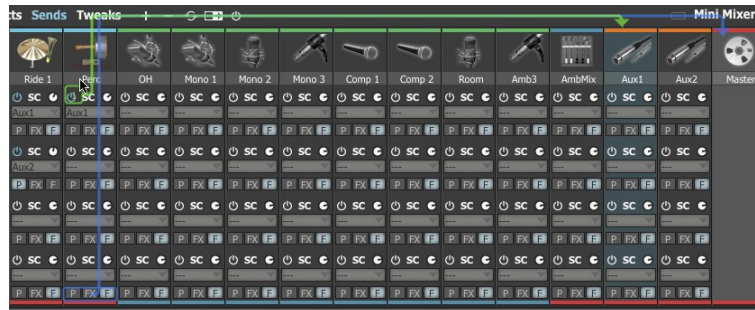 cts Sends Tweaks Mini Mixer
BFD
Ride 1 Perc OH Mono 1 Mono 2 Mono 3 Comp 1 Comp 2 Room Amb3 AmbMix Aux1 Aux2 Master
SC SC SC SC SC SC SC SC SC SC SC SC SC
Aux1 Aux1 --- --- --- --- --- --- --- --- --- --- ---
P FX F P FX F P FX F P FX F P FX F P FX F P FX F P FX F P FX F P FX F P FX F P FX F P FX F
SC SC SC SC SC SC SC SC SC SC SC SC SC
Aux2 --- --- --- --- --- --- --- --- --- --- --- ---
P FX F P FX F P FX F P FX F P FX F P FX F P FX F P FX F P FX F P FX F P FX F P FX F P FX F
SC SC SC SC SC SC SC SC SC SC SC SC SC
--- --- --- --- --- --- --- --- --- --- --- --- ---
P FX F P FX F P FX F P FX F P FX F P FX F P FX F P FX F P FX F P FX F P FX F P FX F P FX F
SC SC SC SC SC SC SC SC SC SC SC SC SC
--- --- --- --- --- --- --- --- --- --- --- --- ---
P FX F P FX F P FX F P FX F P FX F P FX F P FX F P FX F P FX F P FX F P FX F P FX F P FX F